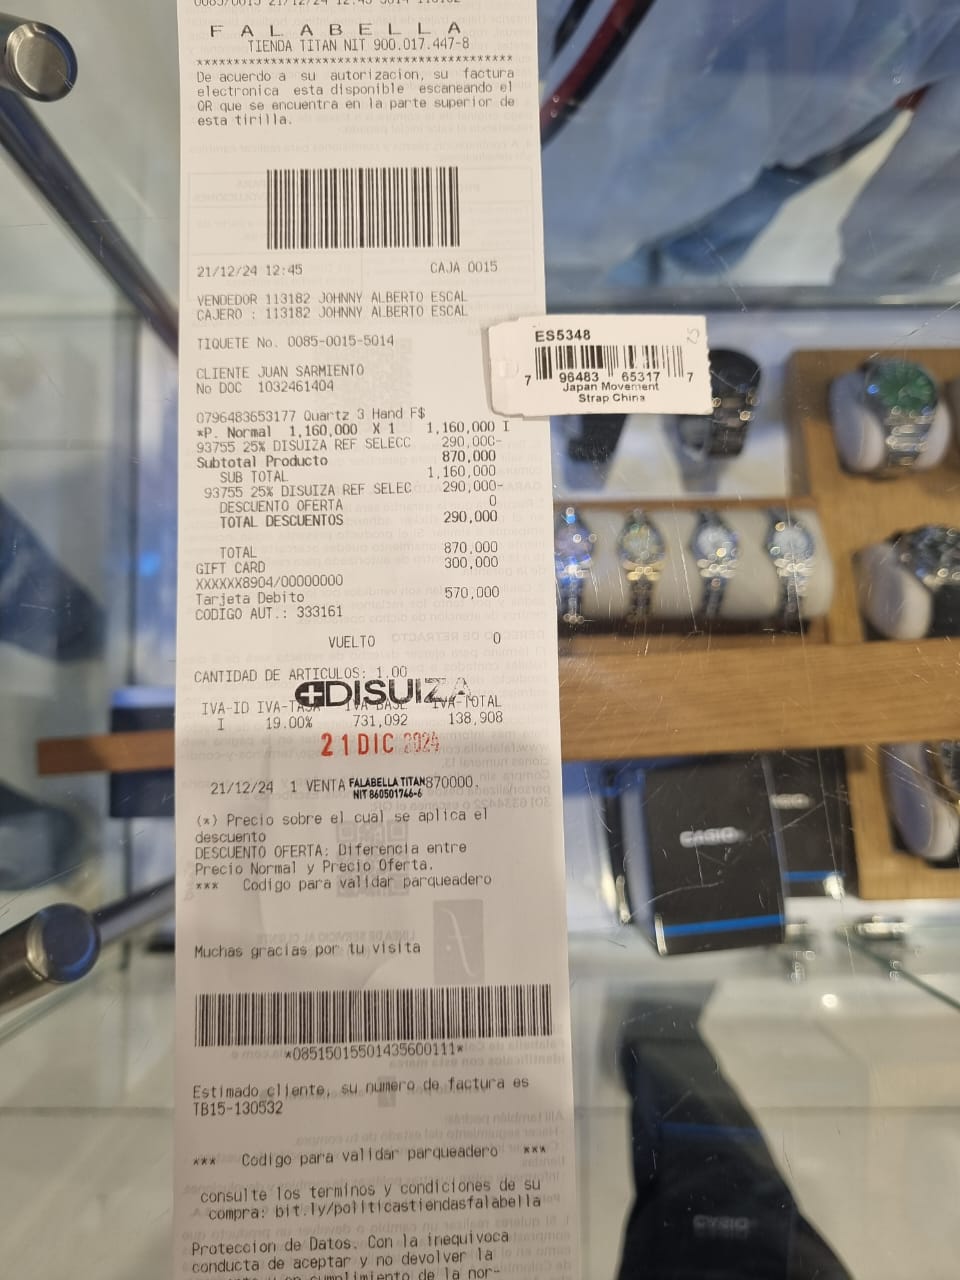 F A L A B E L L A
TIENDA TITAN NIT 900.017.447-8
********************************************
De acuerdo a su autorizacion, su factura
electronica esta disponible escaneando el
QR que se encuentra en la parte superior de
esta tirilla.
21/12/24 12:45 CAJA 0015
VENDEDOR 113182 JOHNNY ALBERTO ESCAL
CAJERO : 113182 JOHNNY ALBERTO ESCAL
TIQUETE No. 0085-0015-5014
CLIENTE JUAN SARMIENTO
No DOC 1032461404
0796483653177 Quartz 3 Hand F$
*P. Normal 1,160,000 X 1 1,160,000 I
93755 25% DISUIZA REF SELECC 290,000-
Subtotal Producto 870,000
SUB TOTAL 1,160,000
93755 25% DISUIZA REF SELEC 290,000-
DESCUENTO OFERTA 0
TOTAL DESCUENTOS 290,000
TOTAL 870,000
GIFT CARD 300,000
XXXXXX8904/00000000
Tarjeta Debito 570,000
CODIGO AUT.: 333161
VUELTO 0
CANTIDAD DE ARTICULOS: 1.00
DISUIZA
IVA-ID IVA-TASA IVA-BASE IVA-TOTAL
I 19.00% 731,092 138,908
21 DIC 2024
21/12/24 1 VENTA 870000.
FALABELLA TITAN
NIT 860501746-6
(*) Precio sobre el cual se aplica el
descuento
DESCUENTO OFERTA: Diferencia entre
Precio Normal y Precio Oferta.
*** Codigo para validar parqueadero
Muchas gracias por tu visita
*08515015501435600111*
Estimado cliente, su numero de factura es
TB15-130532
*** Codigo para validar parqueadero ***
consulte los terminos y condiciones de su
compra: bit.ly/politicastiendasfalabella
Proteccion de Datos. Con la inequivoca
conducta de aceptar y no devolver la
cumplimiento de la nor-
ES5348
7 96483 65317 7
Japan Movement
Strap China
CASIO
CASIO